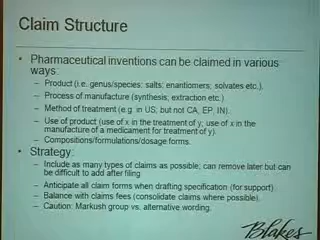 Claim Structure
• Pharmaceutical inventions can be claimed in various
ways:
– Product (i.e. genus/species; salts; enantiomers; solvates etc.).
– Process of manufacture (synthesis; extraction etc.)
– Method of treatment (e.g. in US; but not CA, EP, IN).
– Use of product (use of x in the treatment of y; use of x in the
manufacture of a medicament for treatment of y).
– Compositions/formulations/dosage forms.
• Strategy:
– Include as many types of claims as possible; can remove later but can
be difficult to add after filing
– Anticipate all claim forms when drafting specification (for support).
– Balance with claims fees (consolidate claims where possible).
– Caution: Markush group vs. alternative wording.
Blakes